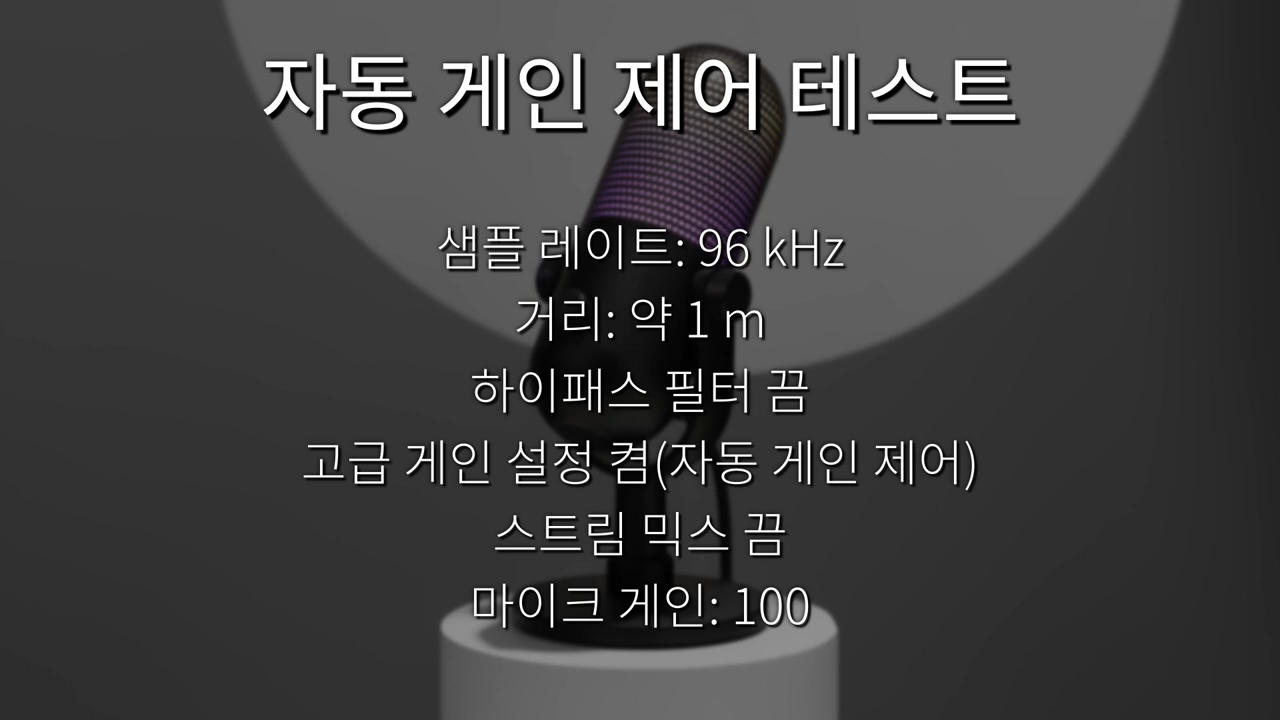 자동 게인 제어 테스트
샘플 레이트: 96 kHz
거리: 약 1 m
하이패스 필터 끔
고급 게인 설정 켬(자동 게인 제어)
스트림 믹스 끔
마이크 게인: 100